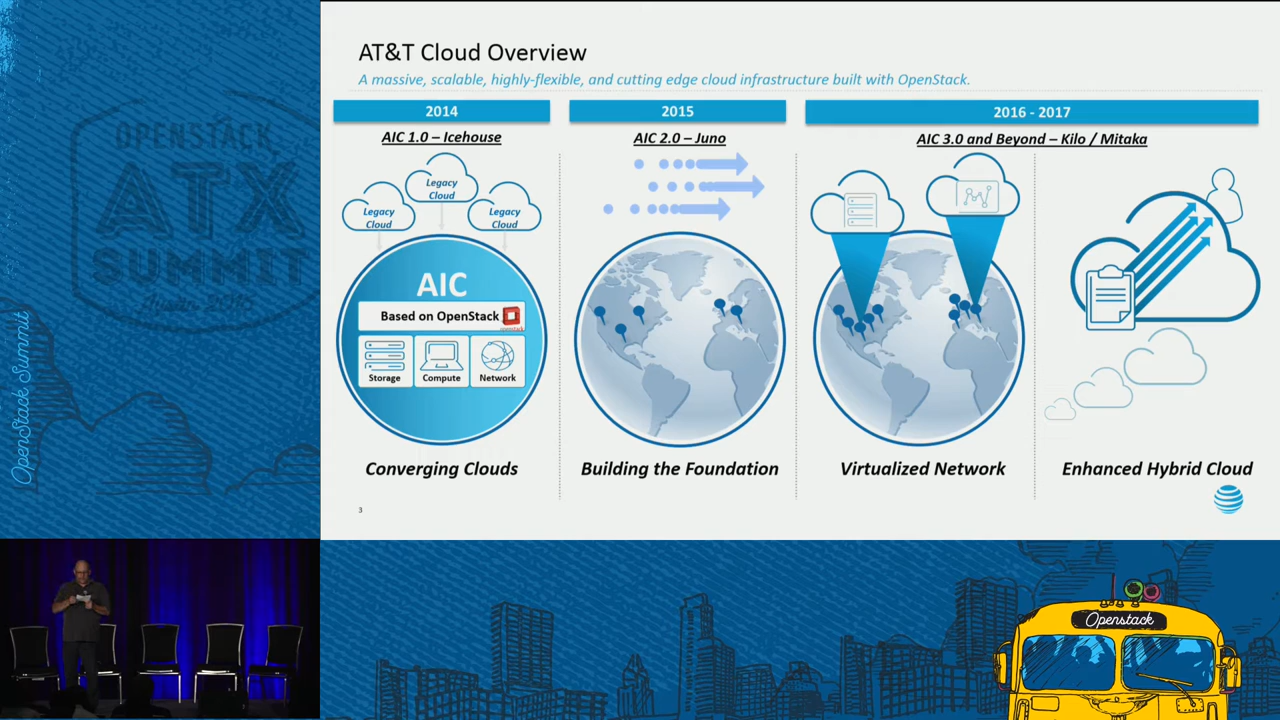 OPENSTACK
ATX
SUMMIT
OpenStack Summit
AT&T Cloud Overview
A massive, scalable, highly-flexible, and cutting edge cloud infrastructure built with OpenStack.
2014
AIC 1.0 – Icehouse
Legacy
Cloud
Legacy
Cloud
Legacy
Cloud
AIC
Based on OpenStack
openstack
Storage
Compute
Network
Converging Clouds
2015
AIC 2.0 – Juno
Building the Foundation
2016 - 2017
AIC 3.0 and Beyond – Kilo / Mitaka
Virtualized Network
Enhanced Hybrid Cloud
3
Openstack